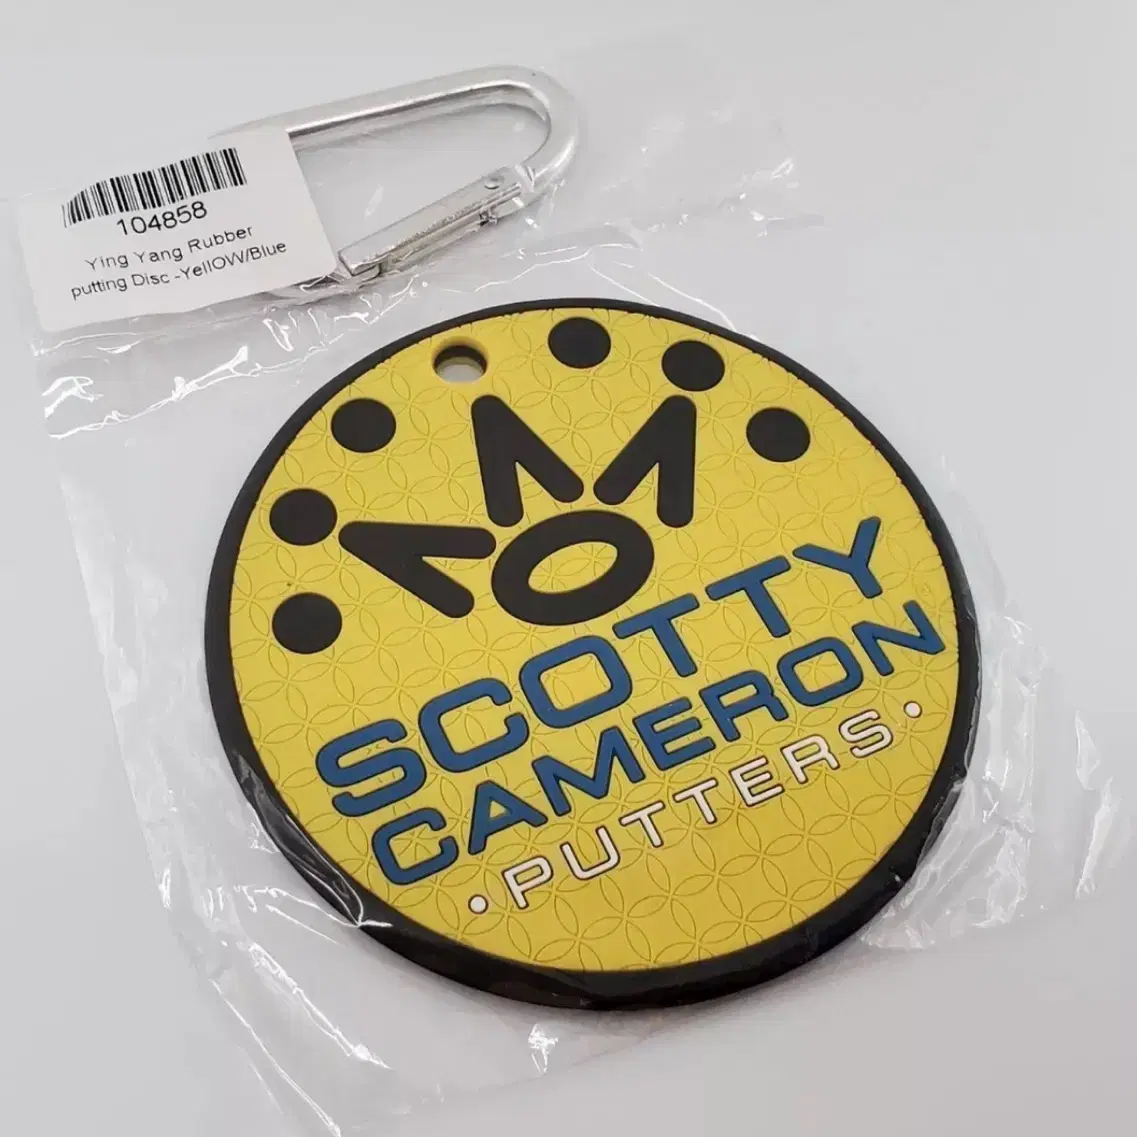 104858
Ying Yang Rubber
putting Disc -YellOW/Blue
SCOTTY
CAMERON
•PUTTERS•